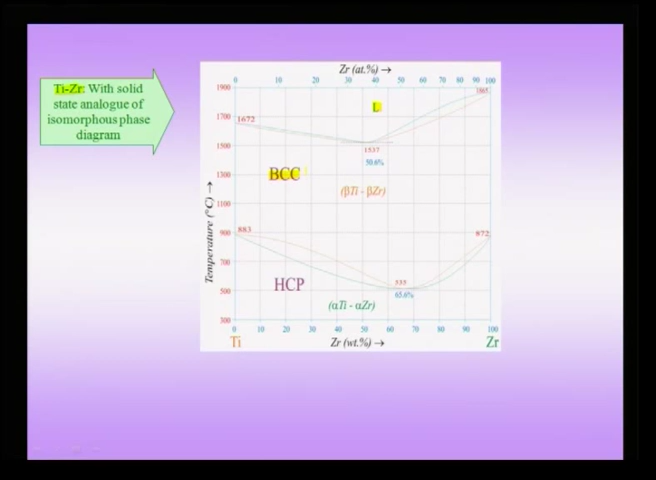 Ti-Zr: With solid
state analogue of
isomorphous phase
diagram
Zr (at.%) →
0 10 20 30 40 50 60 70 80 90 100
1900
1700
1500
1300
1100
900
700
500
300
Temperature (°C) →
L
1865
1672
1537
50.6%
BCC
(βTi - βZr)
883
872
535
65.6%
HCP
(αTi - αZr)
0 10 20 30 40 50 60 70 80 90 100
Ti
Zr (wt.%) →
Zr